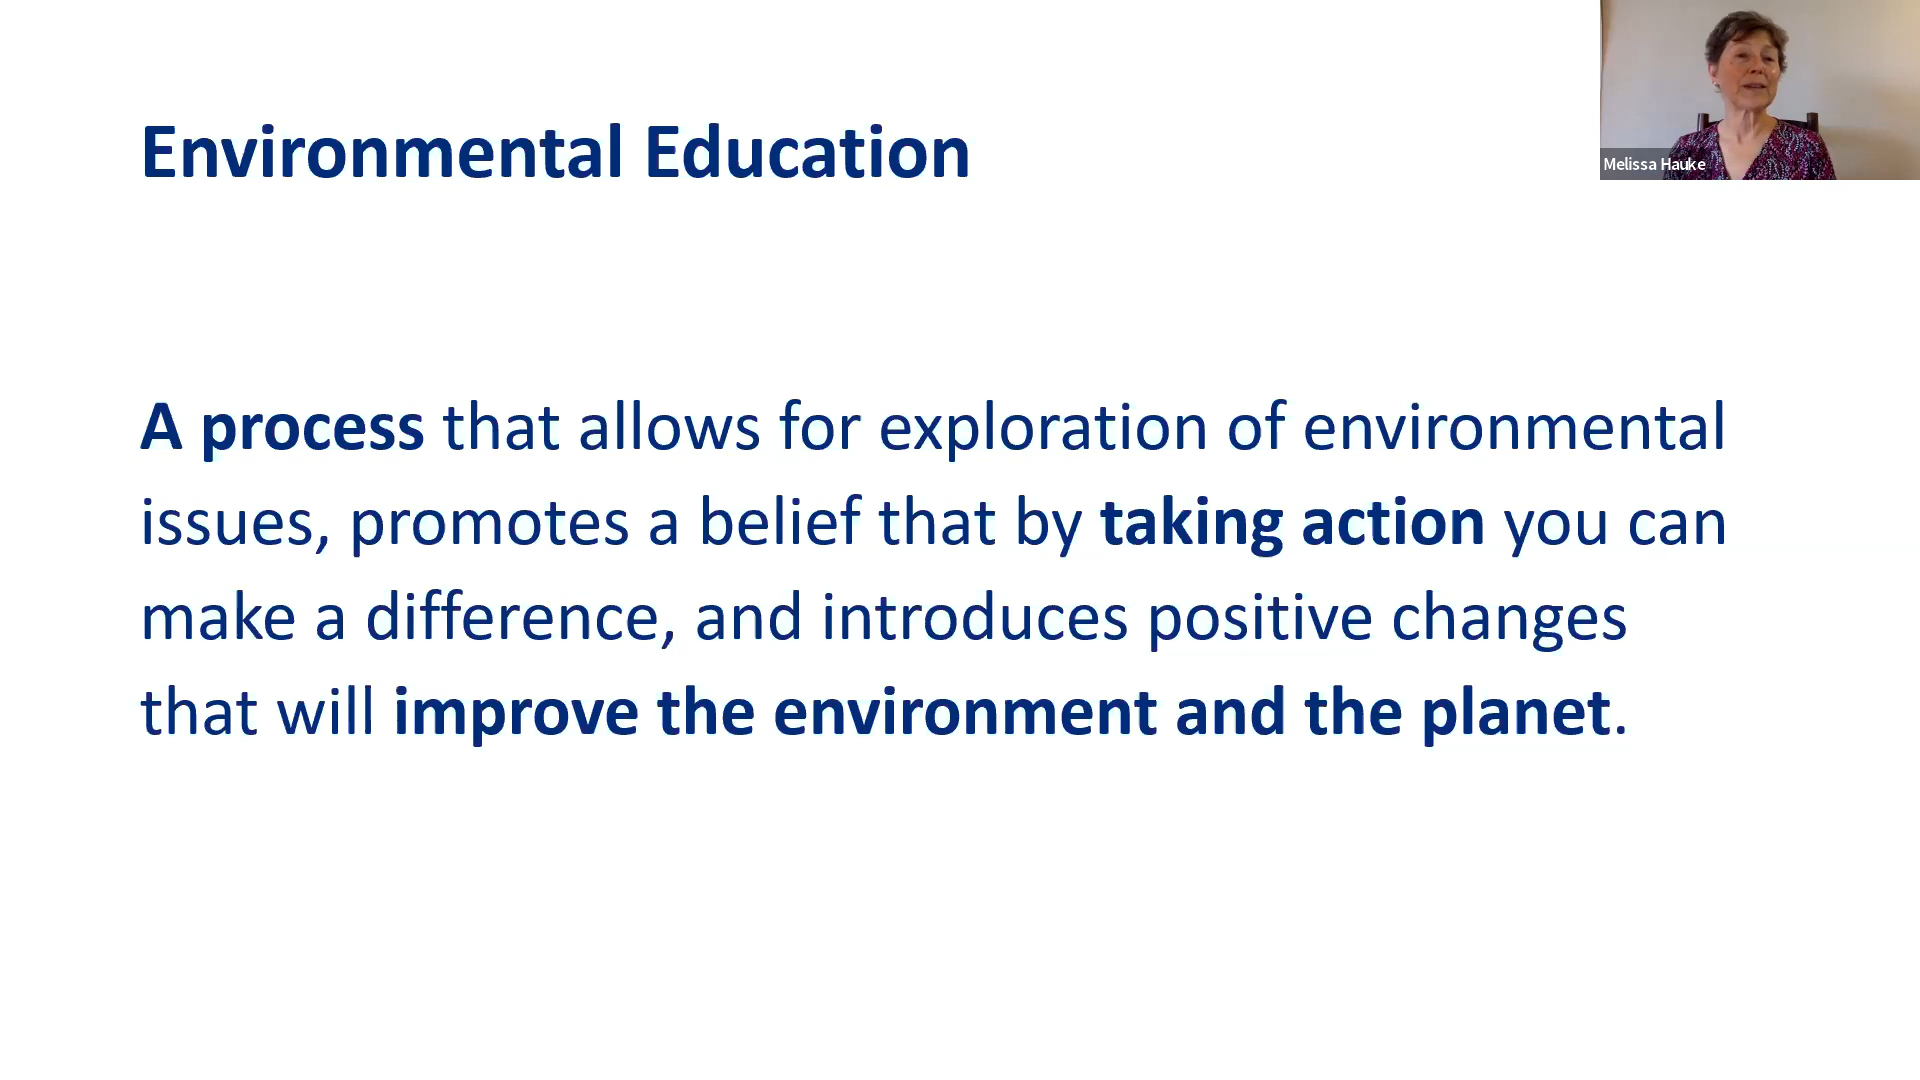 Environmental Education
Melissa Hauke
A process that allows for exploration of environmental
issues, promotes a belief that by taking action you can
make a difference, and introduces positive changes
that will improve the environment and the planet.